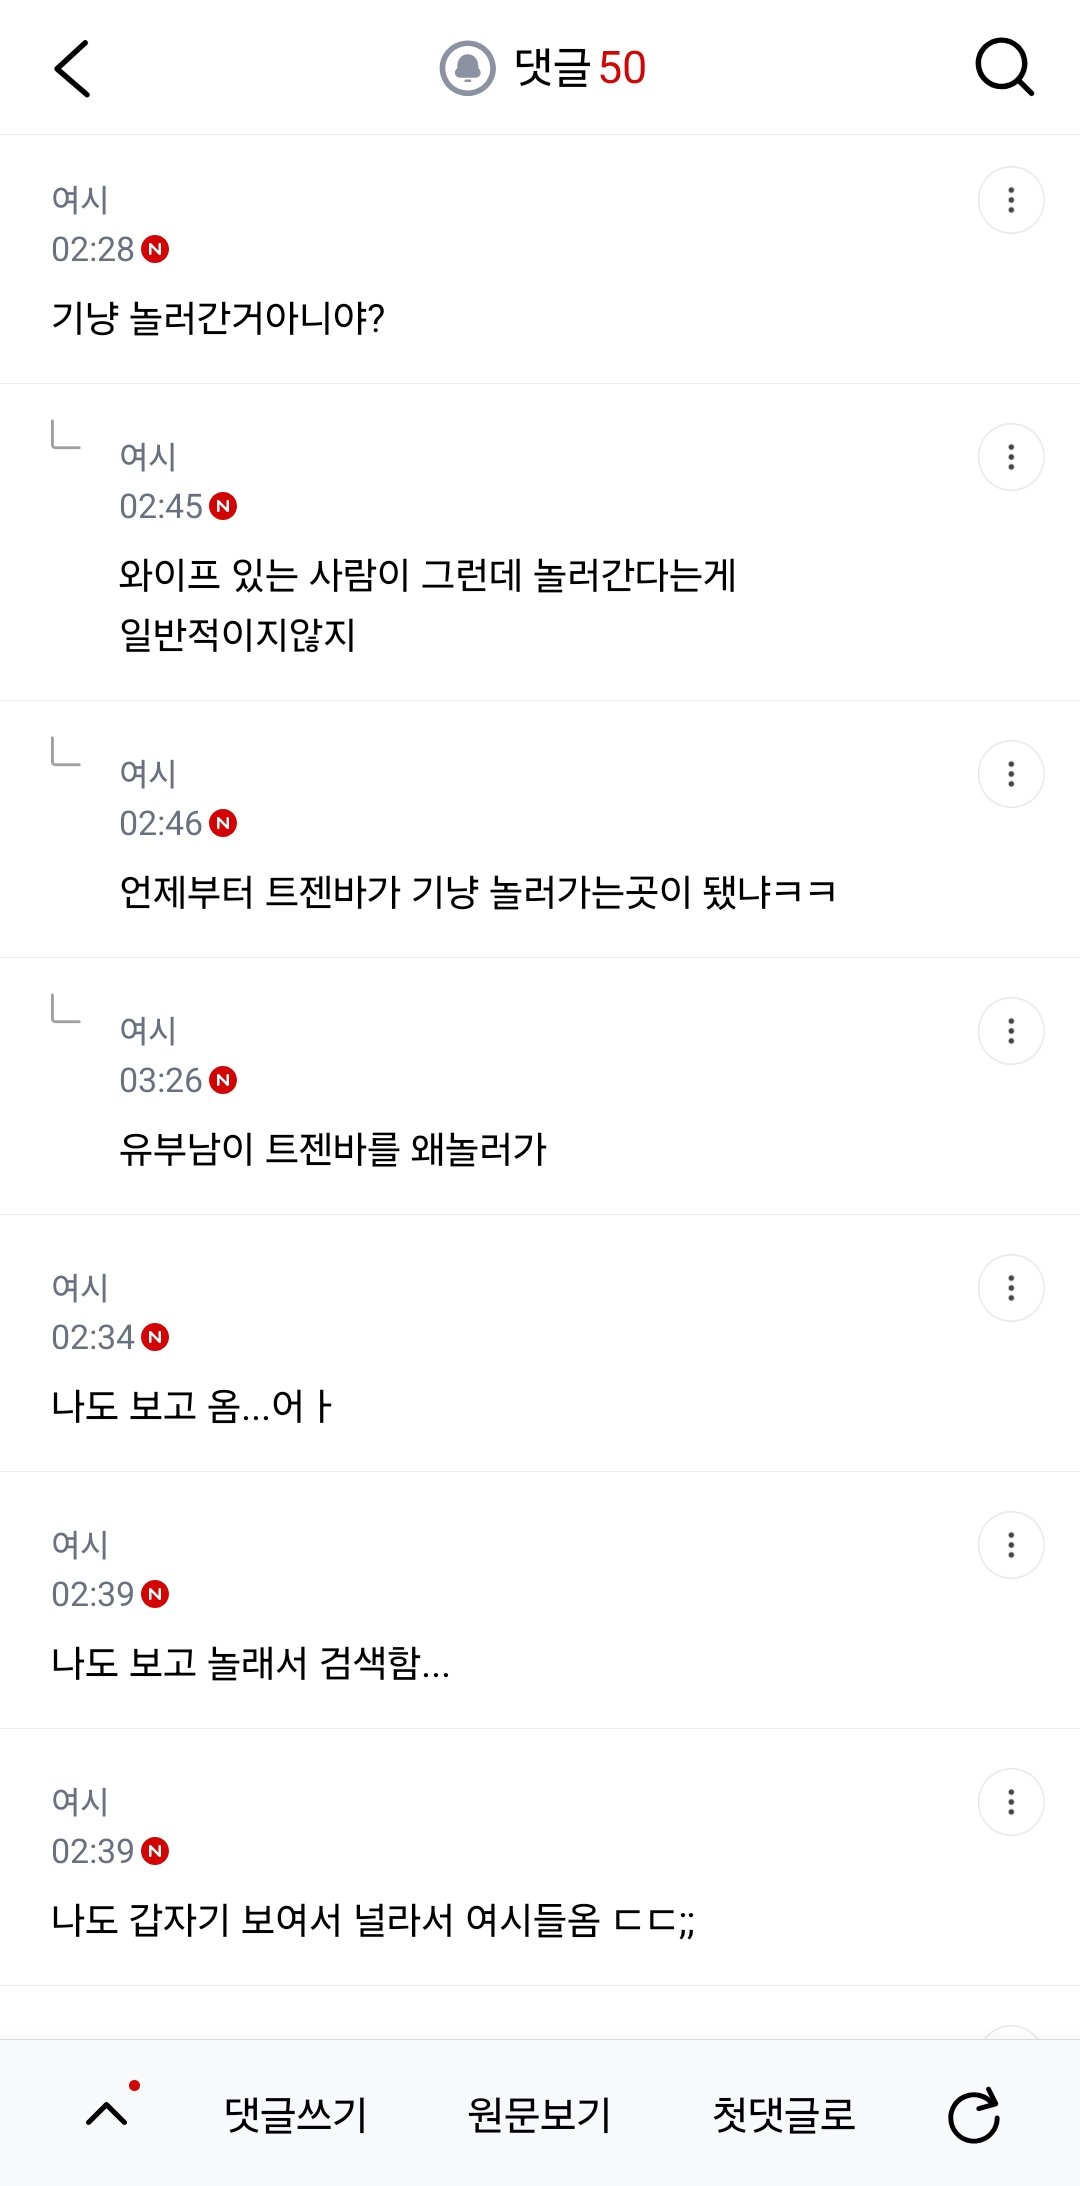 댓글 50
여시
02:28 N
기냥 놀러간거아니야?
여시
02:45 N
와이프 있는 사람이 그런데 놀러간다는게
일반적이지않지
여시
02:46 N
언제부터 트젠바가 기냥 놀러가는곳이 됐냐ㅋㅋ
여시
03:26 N
유부남이 트젠바를 왜놀러가
여시
02:34 N
나도 보고 옴...어ㅏ
여시
02:39 N
나도 보고 놀래서 검색함...
여시
02:39 N
나도 갑자기 보여서 널라서 여시들옴 ㄷㄷ;;
댓글쓰기 원문보기 첫댓글로